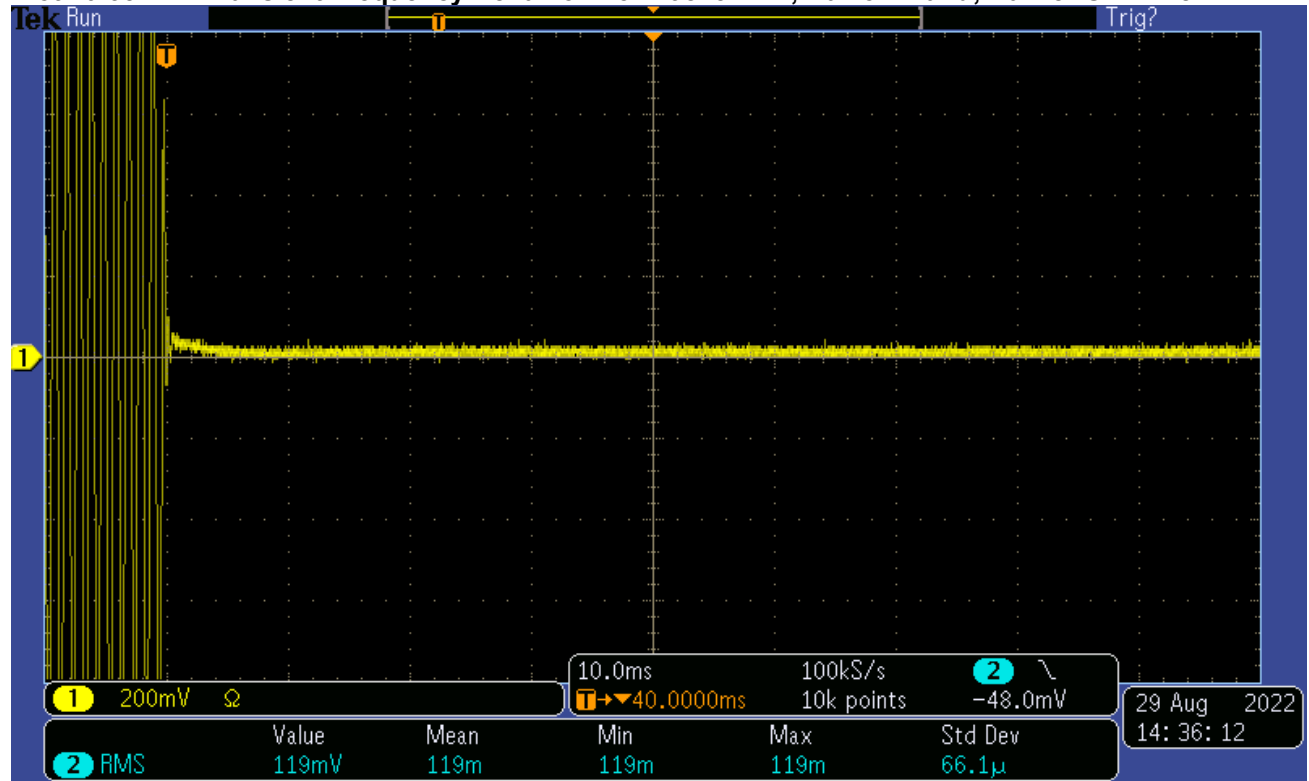 Tek Run
Trig?
T
T
1
10.0ms 100kS/s 2 \
1 200mV Ω
T→▼40.0000ms 10k points −48.0mV
29 Aug 2022
14: 36: 12
Value Mean Min Max Std Dev
2 RMS 119mV 119m 119m 119m 66.1µ